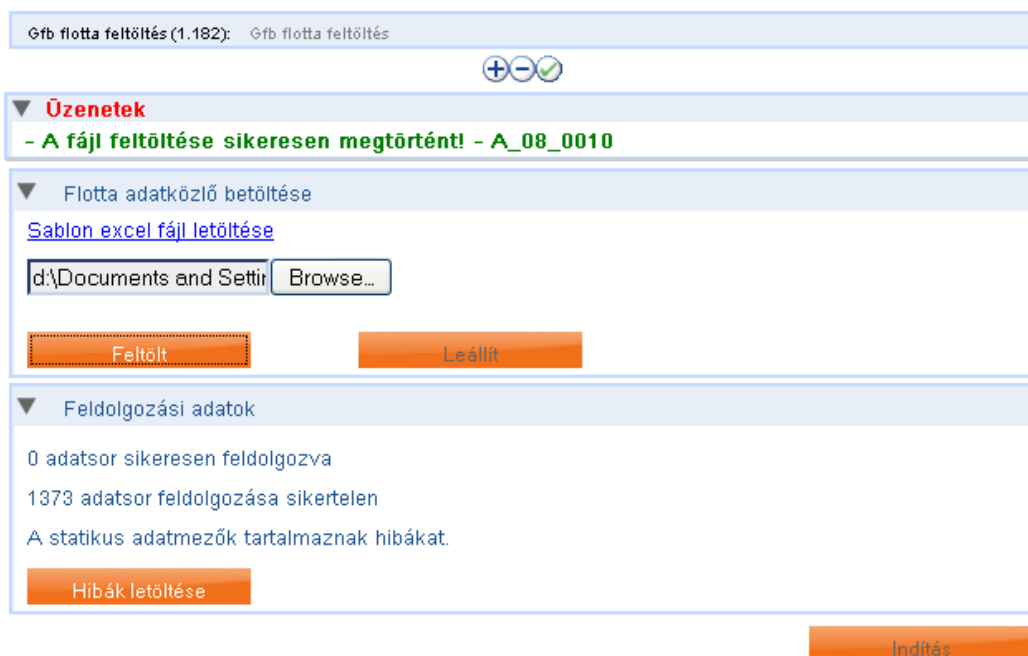 Gfb flotta feltöltés (1.182): Gfb flotta feltöltés
Üzenetek
- A fájl feltöltése sikeresen megtörtént! - A_08_0010
Flotta adatközlő betöltése
Sablon excel fájl letöltése
d:\Documents and Settin Browse...
Feltölt Leállít
Feldolgozási adatok
0 adatsor sikeresen feldolgozva
1373 adatsor feldolgozása sikertelen
A statikus adatmezők tartalmaznak hibákat.
Hibák letöltése
Indítás